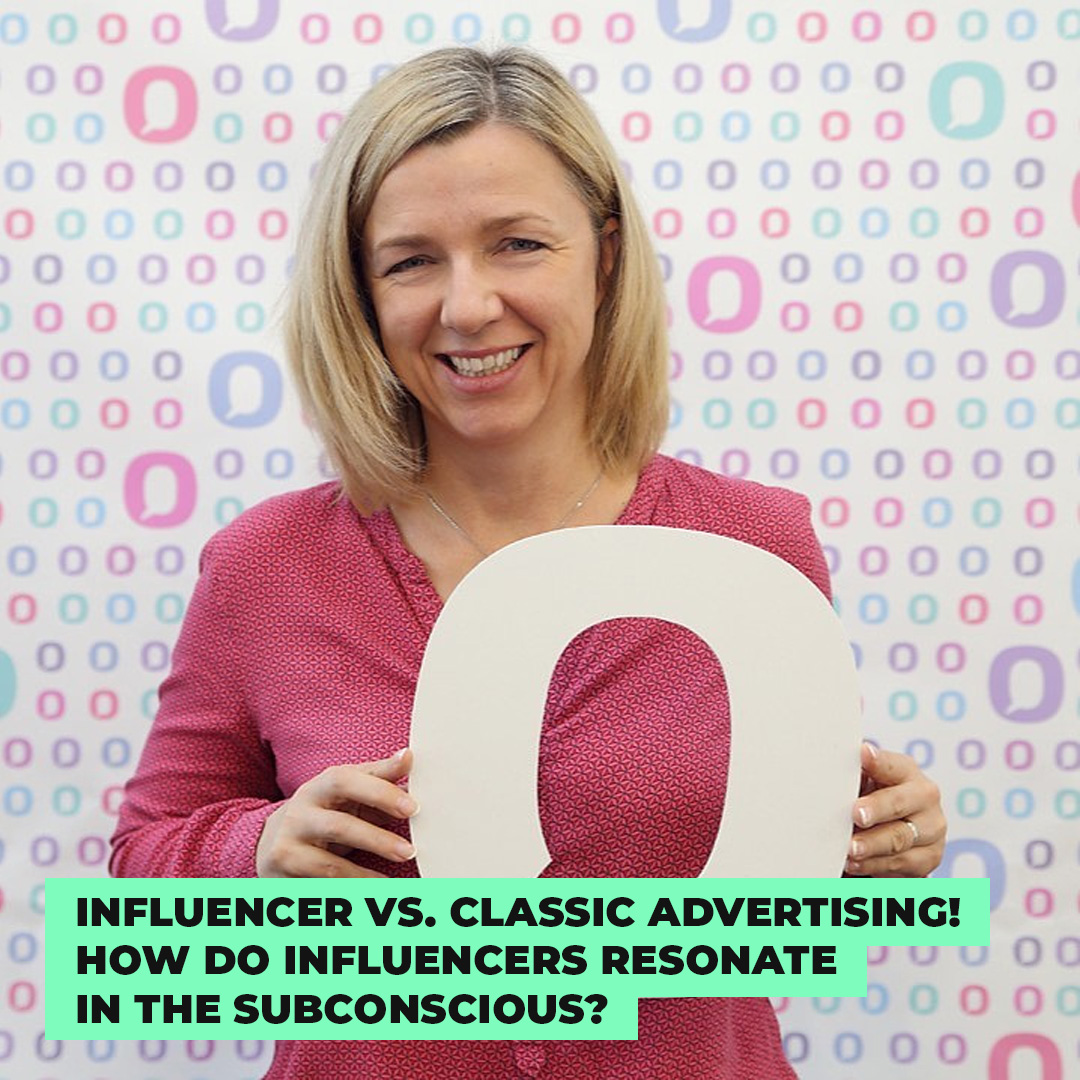 INFLUENCER VS. CLASSIC ADVERTISING!
HOW DO INFLUENCERS RESONATE
IN THE SUBCONSCIOUS?